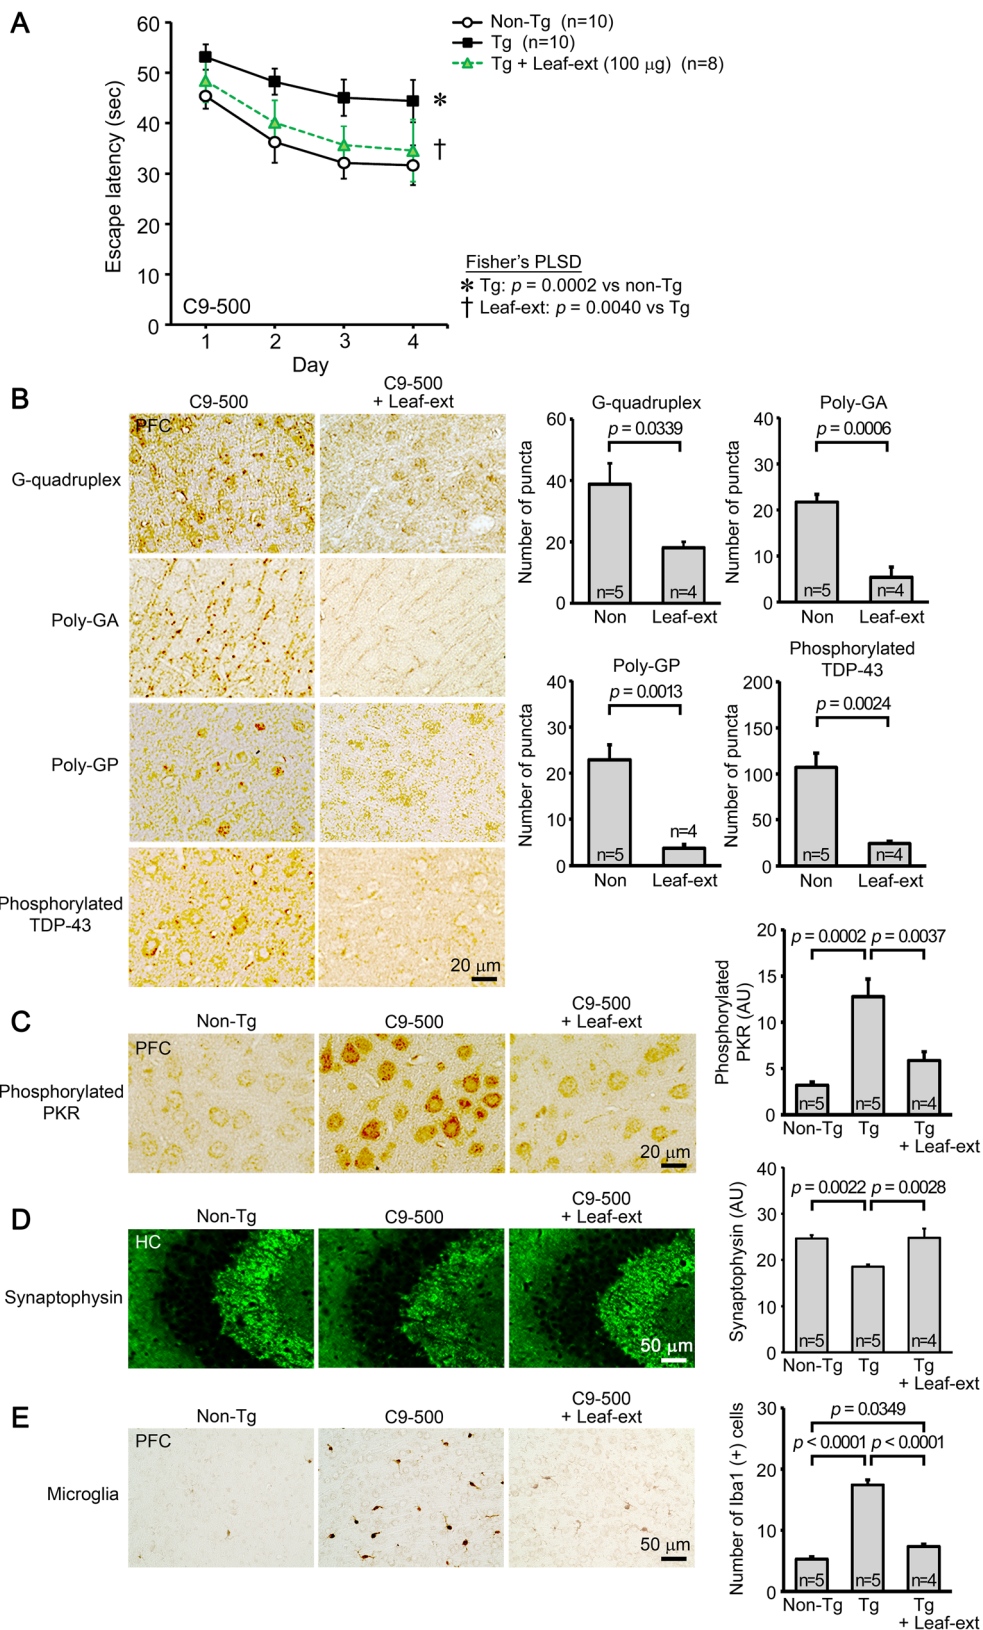 A
60
50
40
30
20
10
0
Escape latency (sec)
1 2 3 4
Day
C9-500
Non-Tg (n=10)
Tg (n=10)
Tg + Leaf-ext (100 μg) (n=8)
*
†
Fisher's PLSD
* Tg: p = 0.0002 vs non-Tg
† Leaf-ext: p = 0.0040 vs Tg
B
C9-500
C9-500
+ Leaf-ext
PFC
G-quadruplex
Poly-GA
Poly-GP
Phosphorylated
TDP-43
20 μm
G-quadruplex
p = 0.0339
60
40
20
0
Number of puncta
n=5 n=4
Non Leaf-ext
Poly-GA
p = 0.0006
40
30
20
10
0
Number of puncta
n=5 n=4
Non Leaf-ext
Poly-GP
p = 0.0013
40
30
20
10
0
Number of puncta
n=5 n=4
Non Leaf-ext
Phosphorylated
TDP-43
p = 0.0024
200
150
100
50
0
Number of puncta
n=5 n=4
Non Leaf-ext
C
Non-Tg
C9-500
C9-500
+ Leaf-ext
PFC
Phosphorylated
PKR
20 μm
p = 0.0002 p = 0.0037
20
15
10
5
0
Phosphorylated
PKR (AU)
n=5 n=5 n=4
Non-Tg Tg Tg
+ Leaf-ext
D
Non-Tg
C9-500
C9-500
+ Leaf-ext
HC
Synaptophysin
50 μm
p = 0.0022 p = 0.0028
40
30
20
10
0
Synaptophysin (AU)
n=5 n=5 n=4
Non-Tg Tg Tg
+ Leaf-ext
E
Non-Tg
C9-500
C9-500
+ Leaf-ext
PFC
Microglia
50 μm
p = 0.0349
p < 0.0001 p < 0.0001
30
20
10
0
Number of Iba1 (+) cells
n=5 n=5 n=4
Non-Tg Tg Tg
+ Leaf-ext